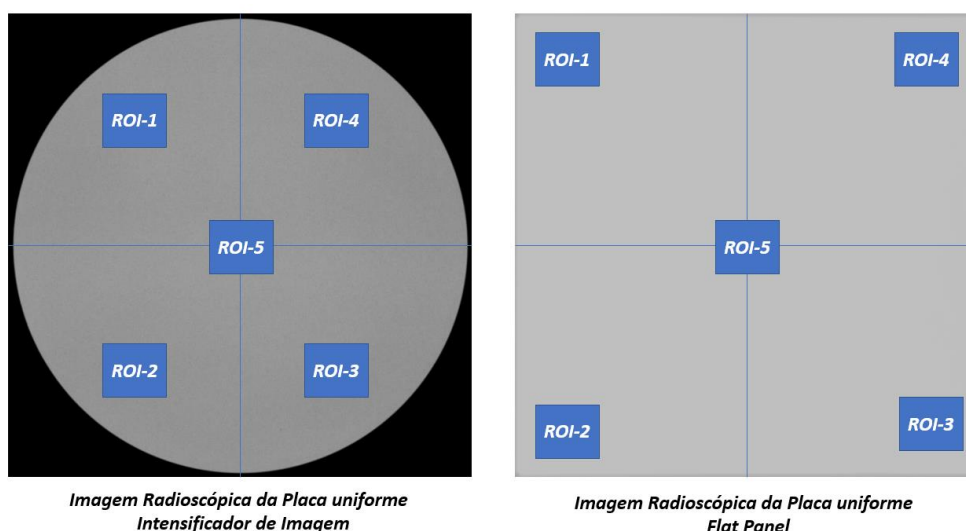 ROI-1
ROI-4
ROI-5
ROI-2
ROI-3
Imagem Radioscópica da Placa uniforme
Intensificador de Imagem
ROI-1
ROI-4
ROI-5
ROI-2
ROI-3
Imagem Radioscópica da Placa uniforme
Flat Panel